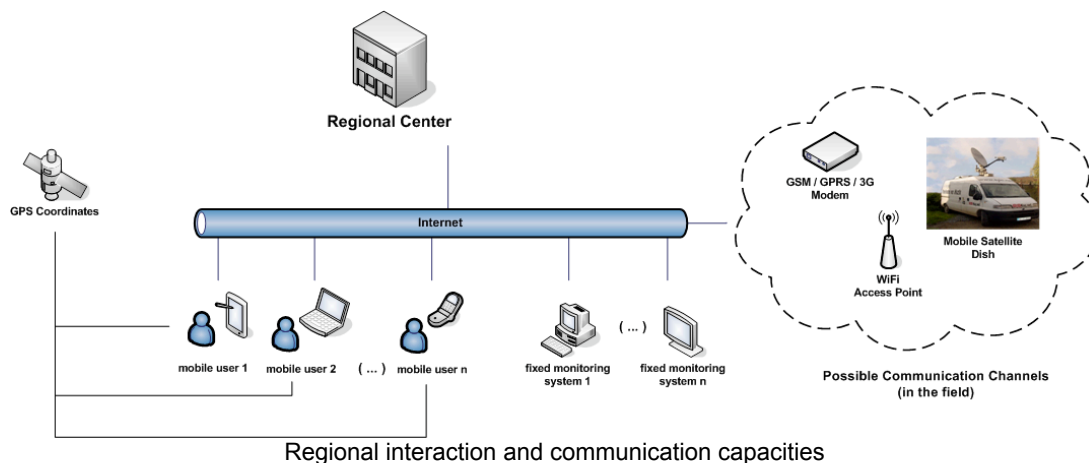 Regional Center
GPS Coordinates
Internet
GSM / GPRS / 3G
Modem
Mobile Satellite
Dish
WiFi
Access Point
mobile user 1
mobile user 2
( ... )
mobile user n
fixed monitoring
system 1
( ... )
fixed monitoring
system n
Possible Communication Channels
(in the field)
Regional interaction and communication capacities